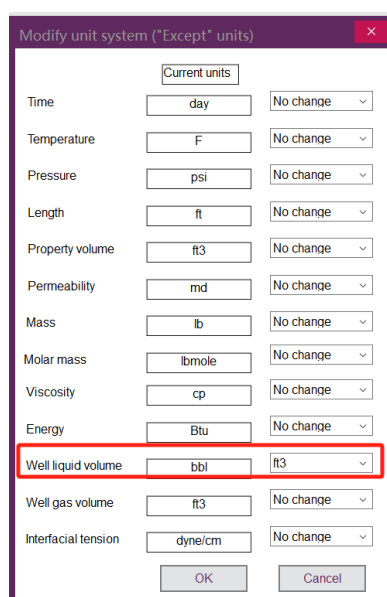 Modify unit system ("Except" units)
Current units
Time day No change
Temperature F No change
Pressure psi No change
Length ft No change
Property volume ft3 No change
Permeability md No change
Mass lb No change
Molar mass lbmole No change
Viscosity cp No change
Energy Btu No change
Well liquid volume bbl ft3
Well gas volume ft3 No change
Interfacial tension dyne/cm No change
OK Cancel